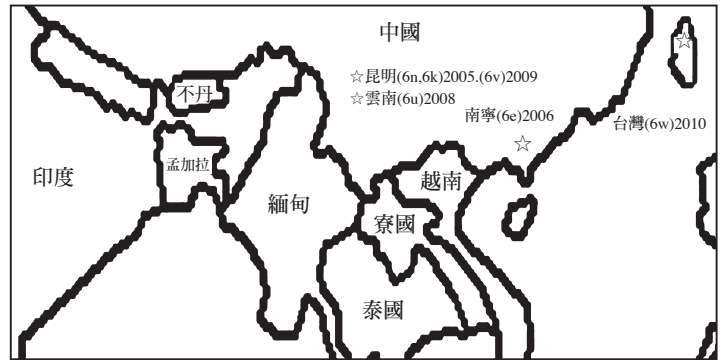 中國
☆昆明(6n,6k)2005.(6v)2009
☆雲南(6u)2008
不丹
南寧(6e)2006
台灣(6w)2010
孟加拉
印度
越南
緬甸
寮國
泰國